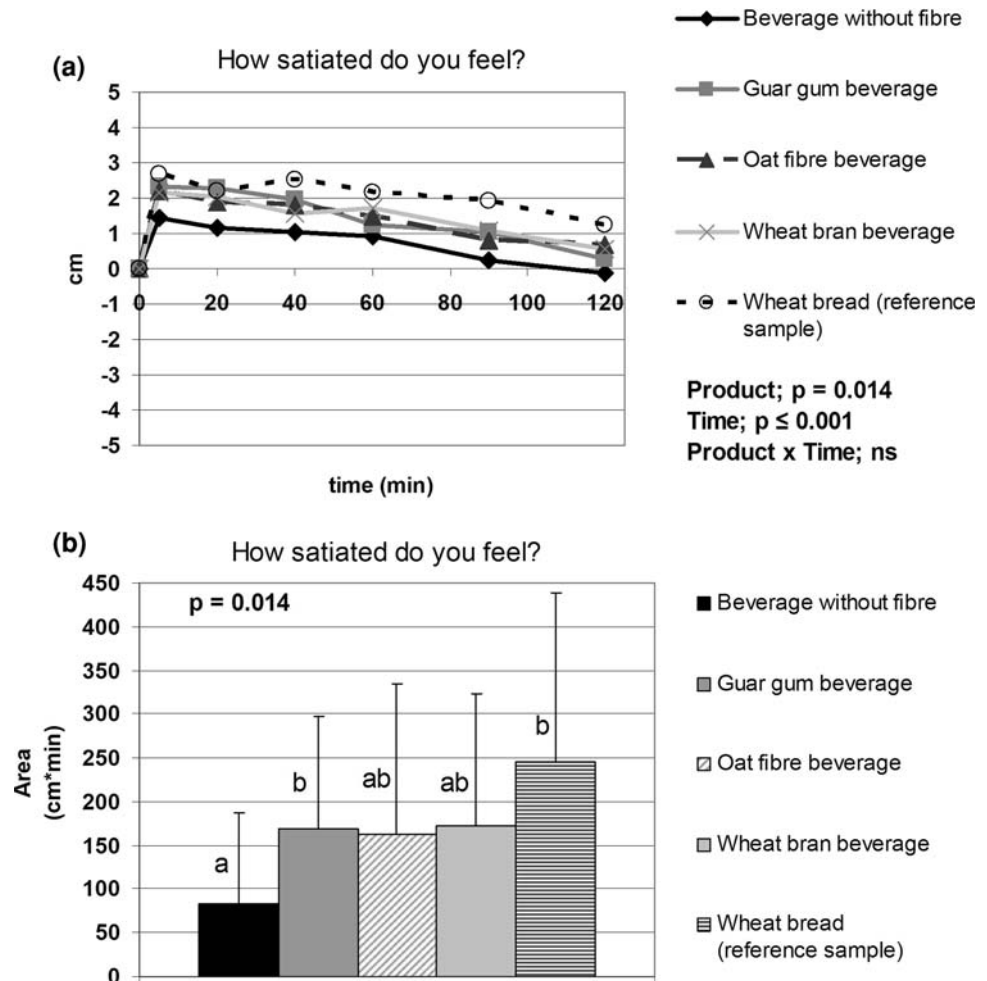 (a)
How satiated do you feel?
5
4
3
2
1
0
-1
-2
-3
-4
-5
cm
0
20
40
60
80
100
120
time (min)
Beverage without fibre
Guar gum beverage
Oat fibre beverage
Wheat bran beverage
Wheat bread (reference
sample)
Product; p = 0.014
Time; p ≤ 0.001
Product x Time; ns
(b)
How satiated do you feel?
450
400
350
300
250
200
150
100
50
0
Area
(cm*min)
p = 0.014
a
b
ab
ab
b
Beverage without fibre
Guar gum beverage
Oat fibre beverage
Wheat bran beverage
Wheat bread
(reference sample)